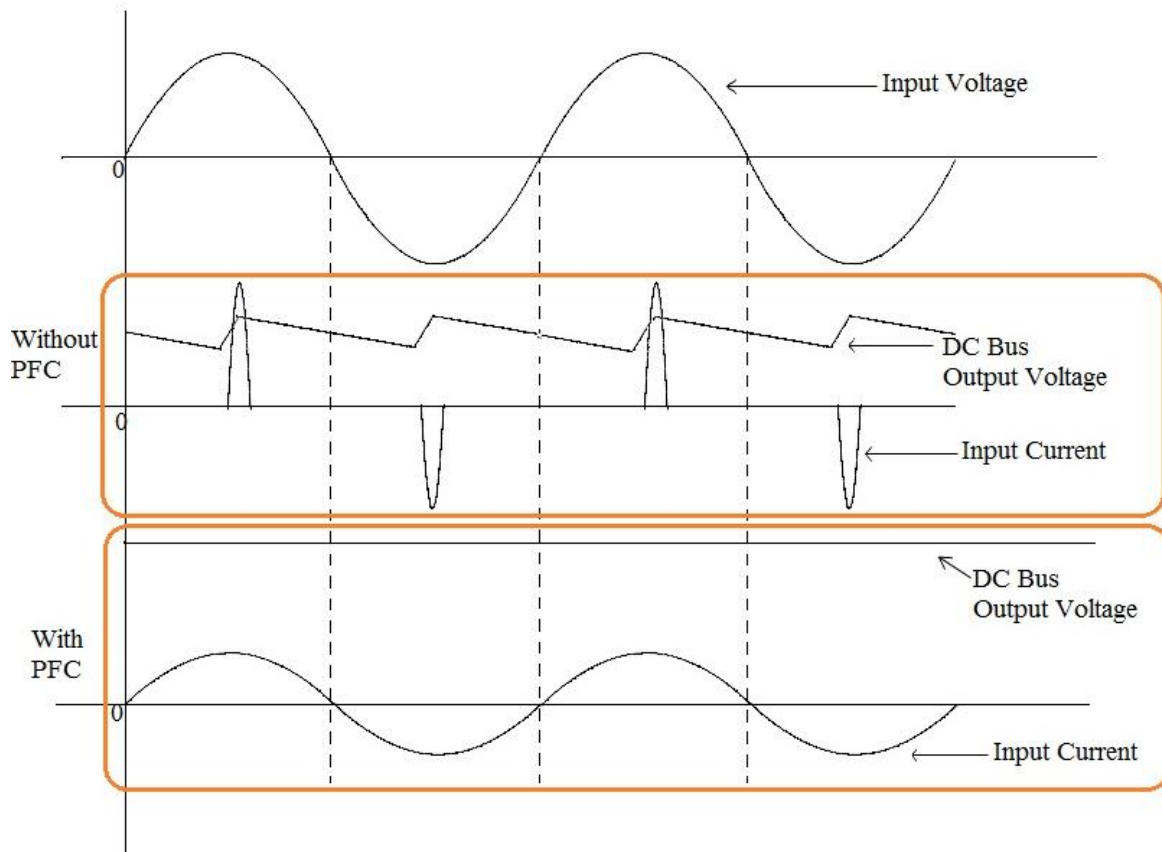 Input Voltage
0
Without
PFC
DC Bus
Output Voltage
0
Input Current
DC Bus
Output Voltage
With
PFC
0
Input Current